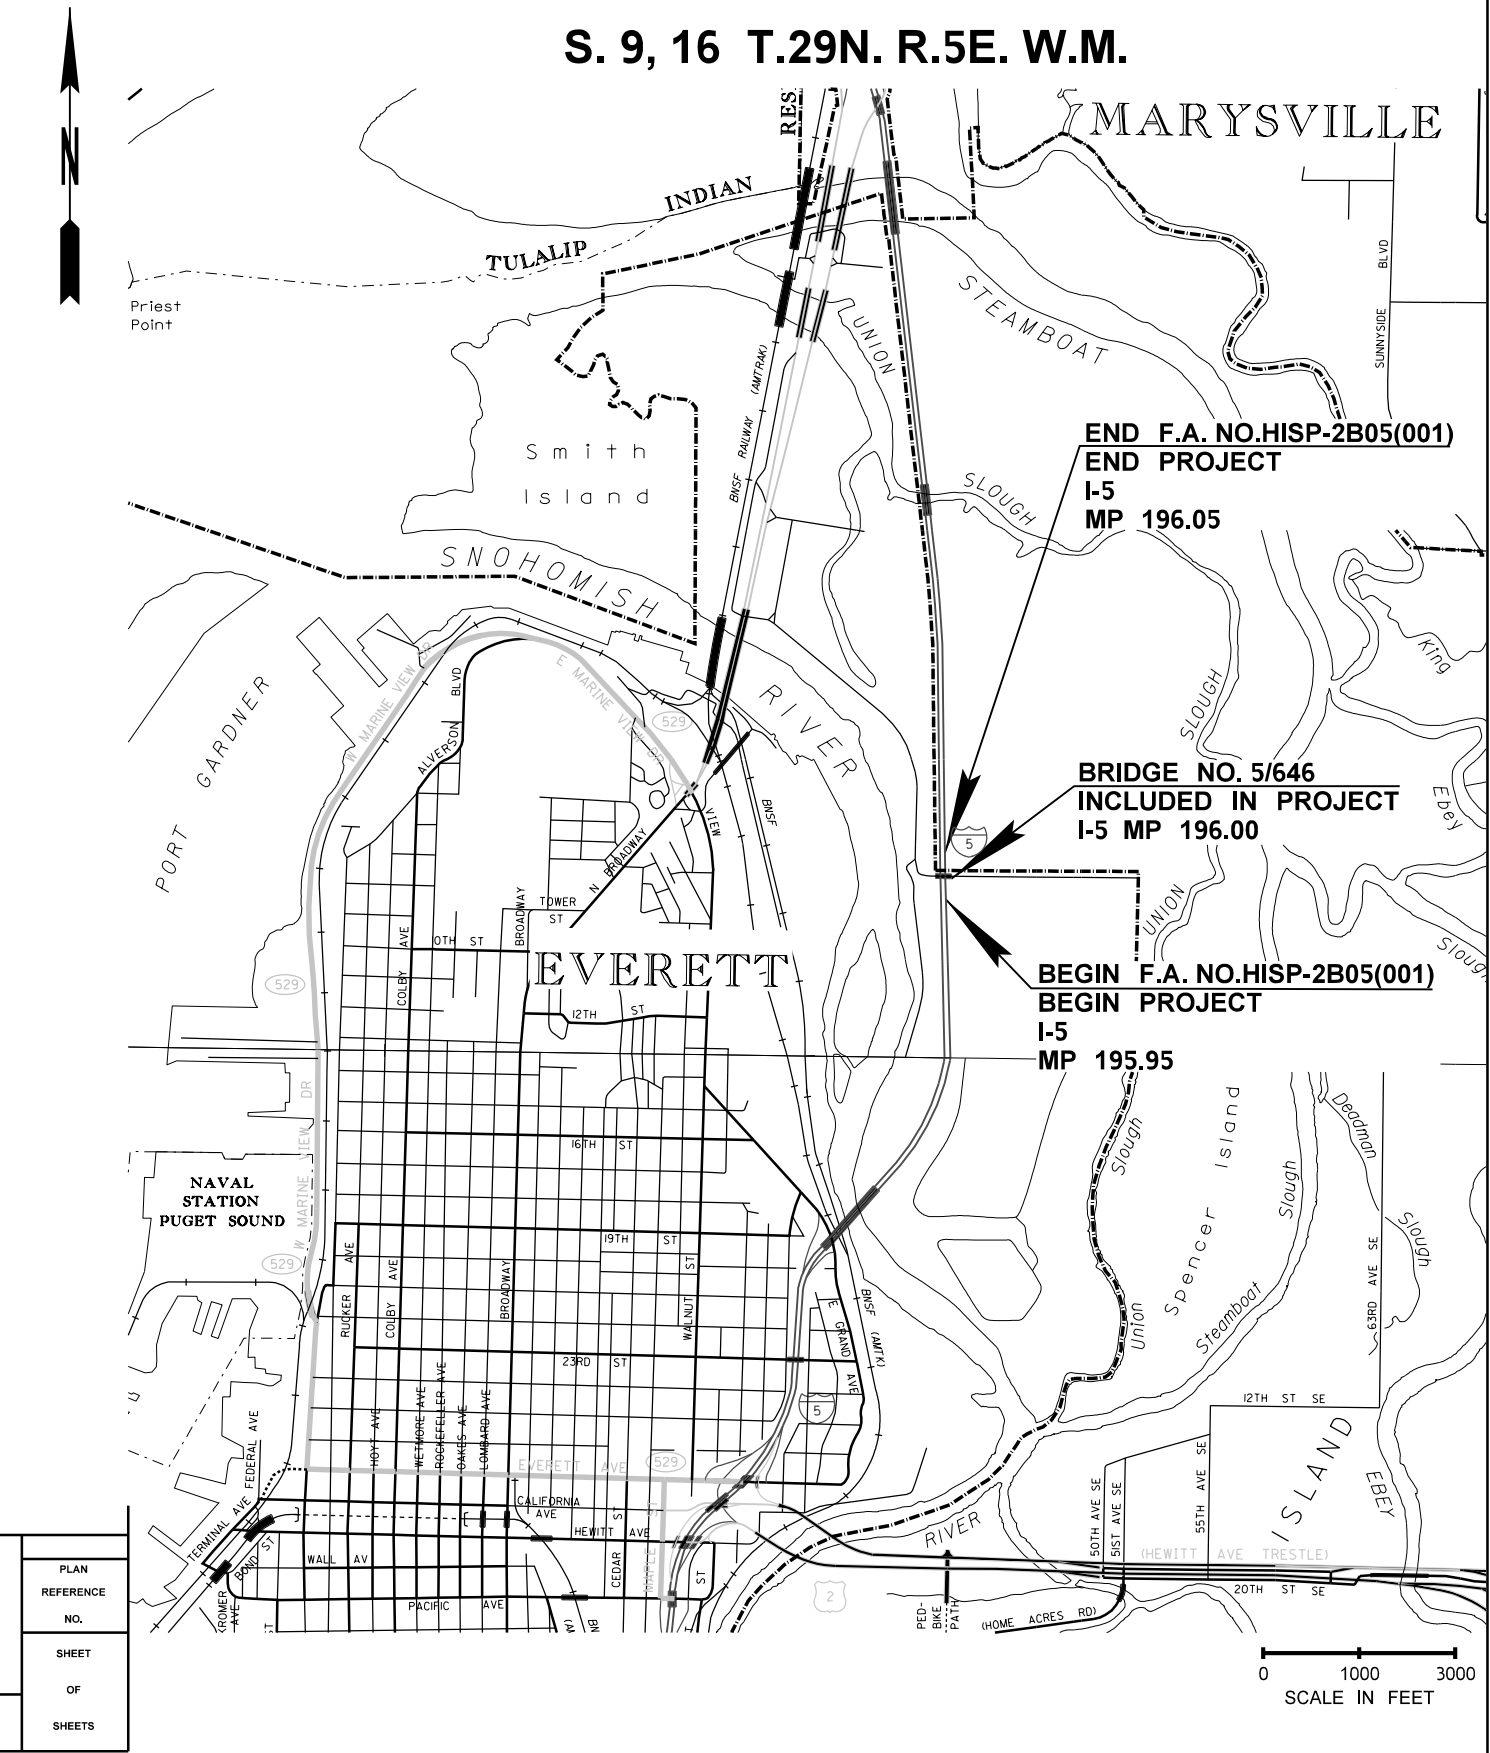 S. 9, 16 T.29N. R.5E. W.M.
N
RES
MARYSVILLE
INDIAN
TULALIP
Priest
Point
STEAMBOAT
UNION
SUNNYSIDE BLVD
BNSF RAILWAY (AMTRAK)
Smith
Island
SLOUGH
END F.A. NO.HISP-2B05(001)
END PROJECT
I-5
MP 196.05
SNOHOMISH
RIVER
King
SLOUGH
PORT GARDNER
W MARINE VIEW DR
E MARINE VIEW DR
529
ALVERSON BLVD
BRIDGE NO. 5/646
INCLUDED IN PROJECT
I-5 MP 196.00
5
Ebey
Slough
UNION
BNSF
VIEW
N BROADWAY
TOWER
ST
BROADWAY
COLBY AVE
0TH ST
EVERETT
529
12TH ST
BEGIN F.A. NO.HISP-2B05(001)
BEGIN PROJECT
I-5
MP 195.95
W MARINE VIEW DR
16TH ST
Slough
Spencer Island
Slough
Deadman
Slough
NAVAL
STATION
PUGET SOUND
529
19TH ST
RUCKER AVE
COLBY AVE
BROADWAY
WALNUT ST
BNSF (AMTK)
E GRAND AVE
23RD ST
Union
Steamboat
63RD AVE SE
12TH ST SE
5
HOYT AVE
WETMORE AVE
ROCKEFELLER AVE
OAKES AVE
LOMBARD AVE
EVERETT AVE
529
FEDERAL AVE
TERMINAL AVE
BOND ST
CALIFORNIA
AVE
HEWITT AVE
WALL AV
PACIFIC AVE
CEDAR ST
MAPLE ST
ST
KROMER
AVE
ST
(A
BN
RIVER
2
50TH AVE SE
51ST AVE SE
55TH AVE SE
ISLAND
EBEY
(HEWITT AVE TRESTLE)
20TH ST SE
PED-
BIKE
PATH
(HOME ACRES RD)
PLAN
REFERENCE
NO.
SHEET
OF
SHEETS
0 1000 3000
SCALE IN FEET